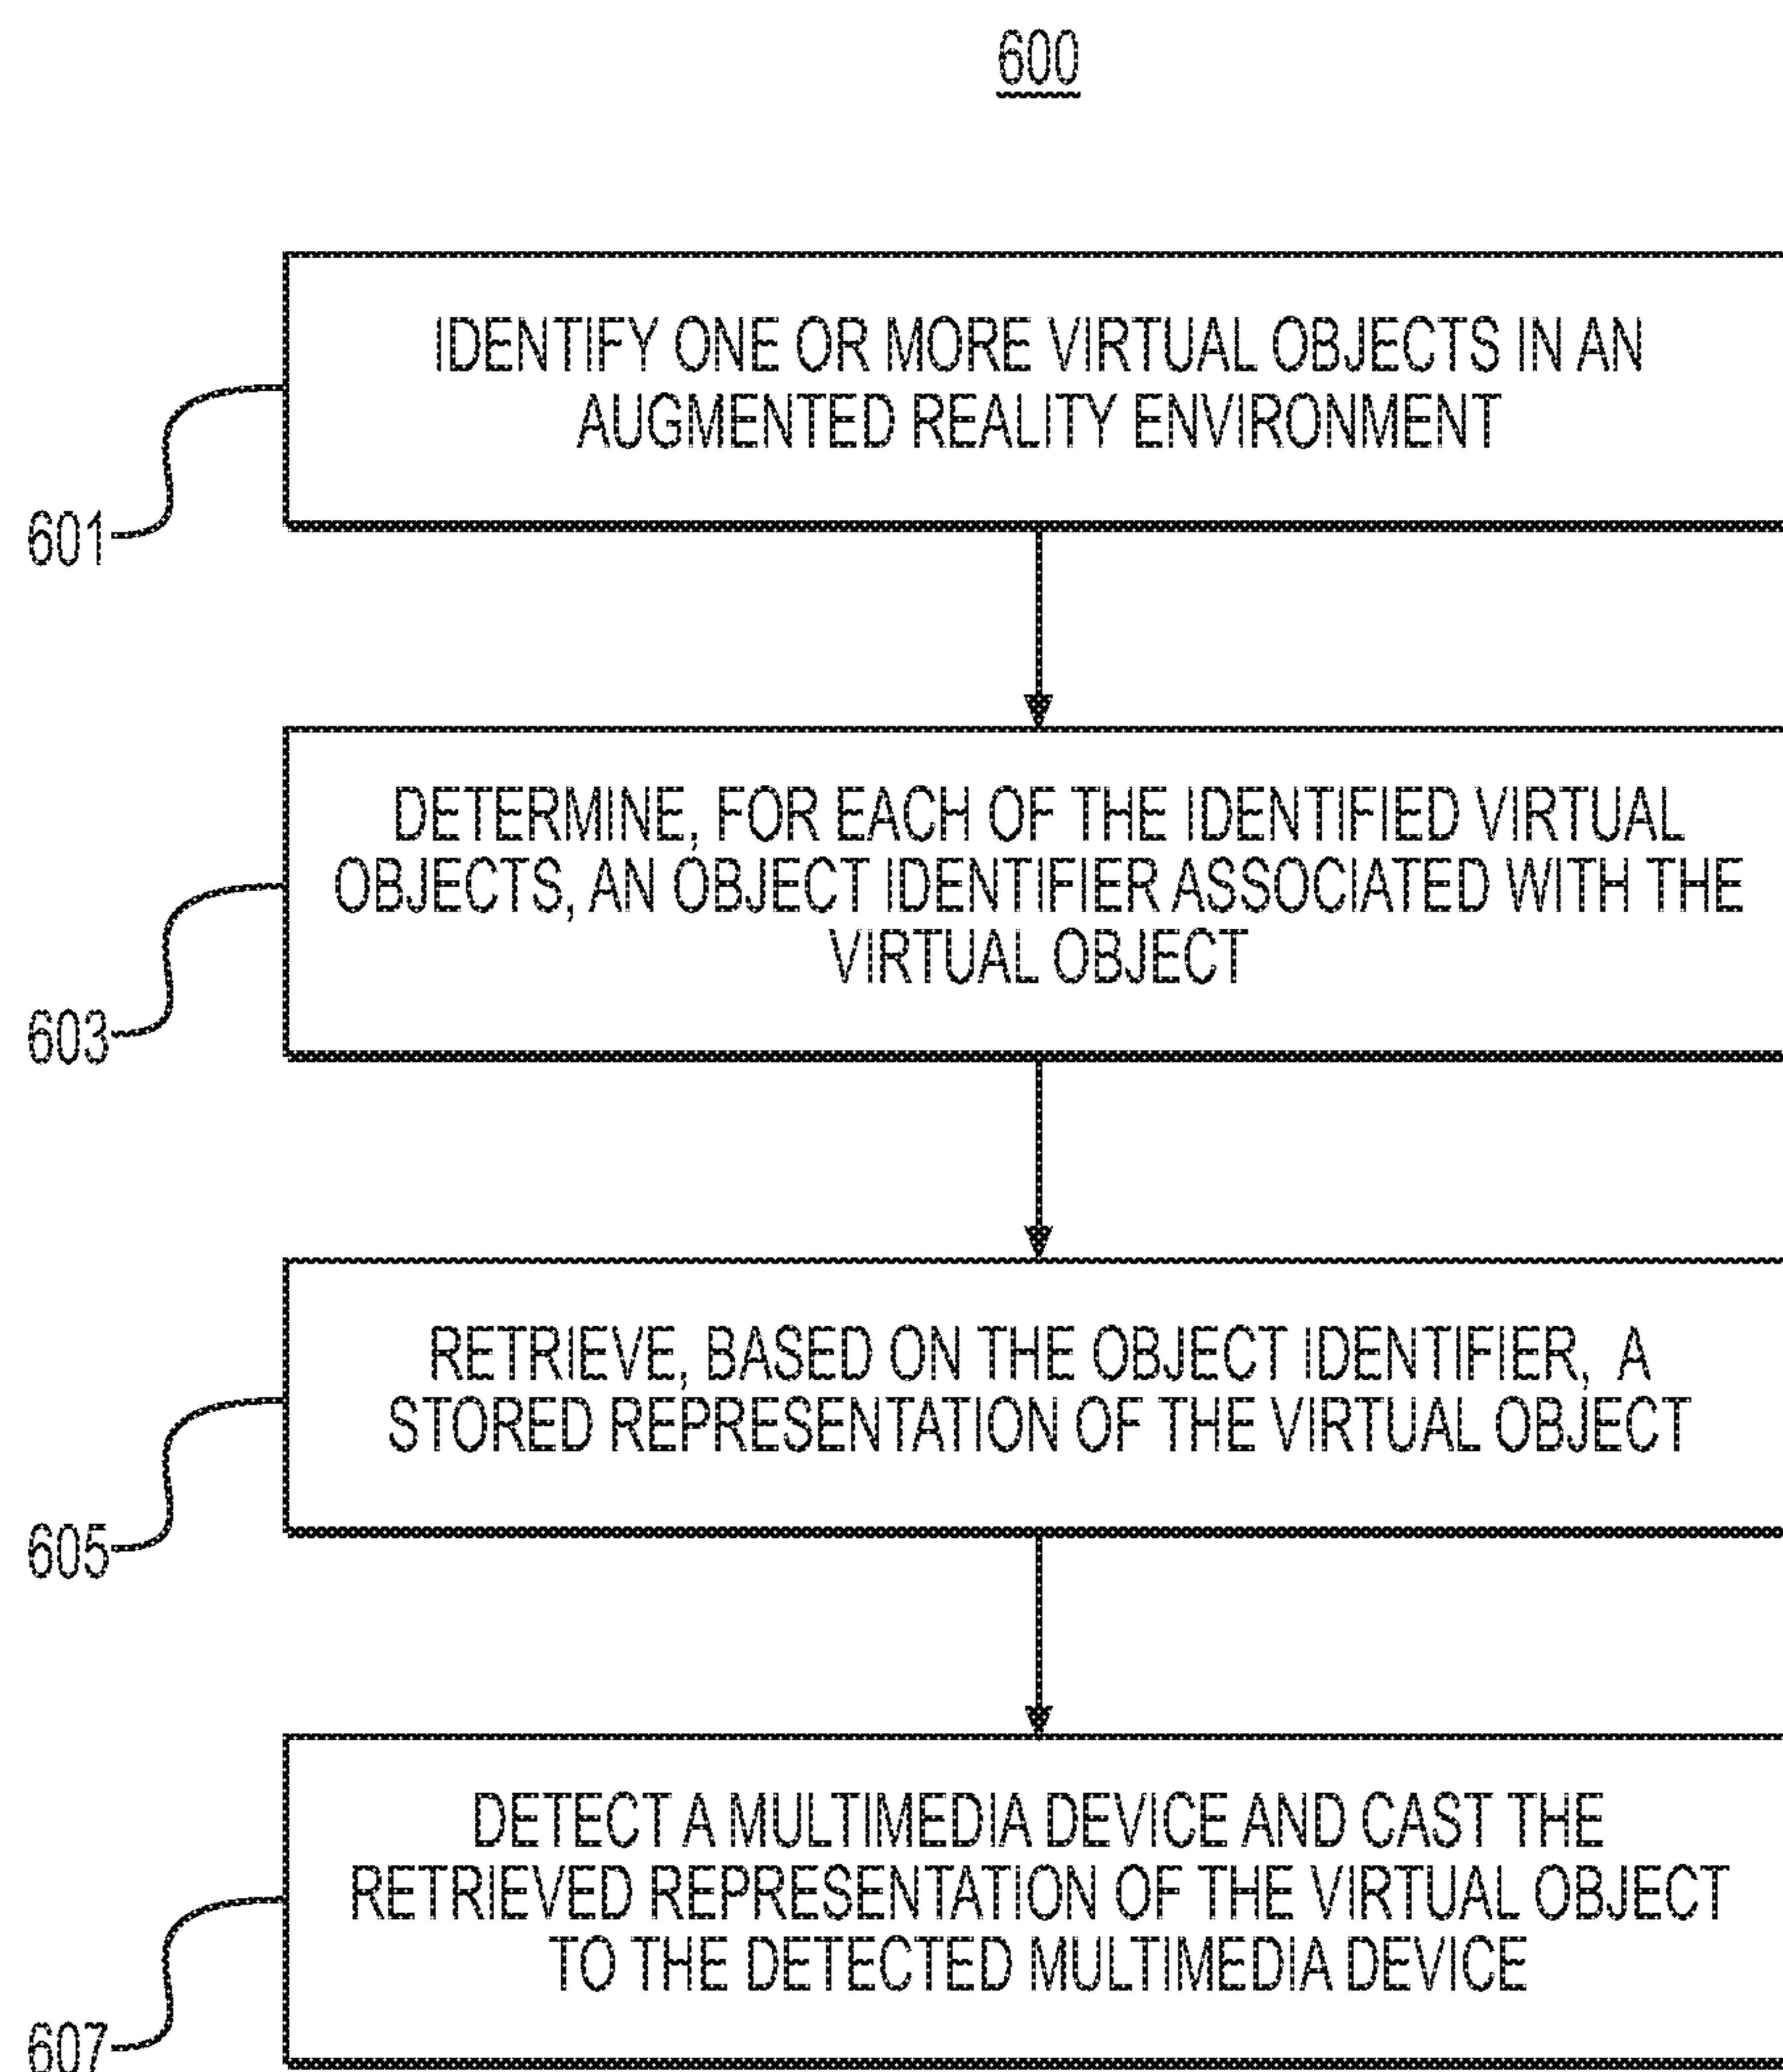 600
IDENTIFY ONE OR MORE VIRTUAL OBJECTS IN AN
AUGMENTED REALITY ENVIRONMENT
601
DETERMINE, FOR EACH OF THE IDENTIFIED VIRTUAL
OBJECTS, AN OBJECT IDENTIFIER ASSOCIATED WITH THE
VIRTUAL OBJECT
603
RETRIEVE, BASED ON THE OBJECT IDENTIFIER, A
STORED REPRESENTATION OF THE VIRTUAL OBJECT
605
DETECT A MULTIMEDIA DEVICE AND CAST THE
RETRIEVED REPRESENTATION OF THE VIRTUAL OBJECT
TO THE DETECTED MULTIMEDIA DEVICE
607